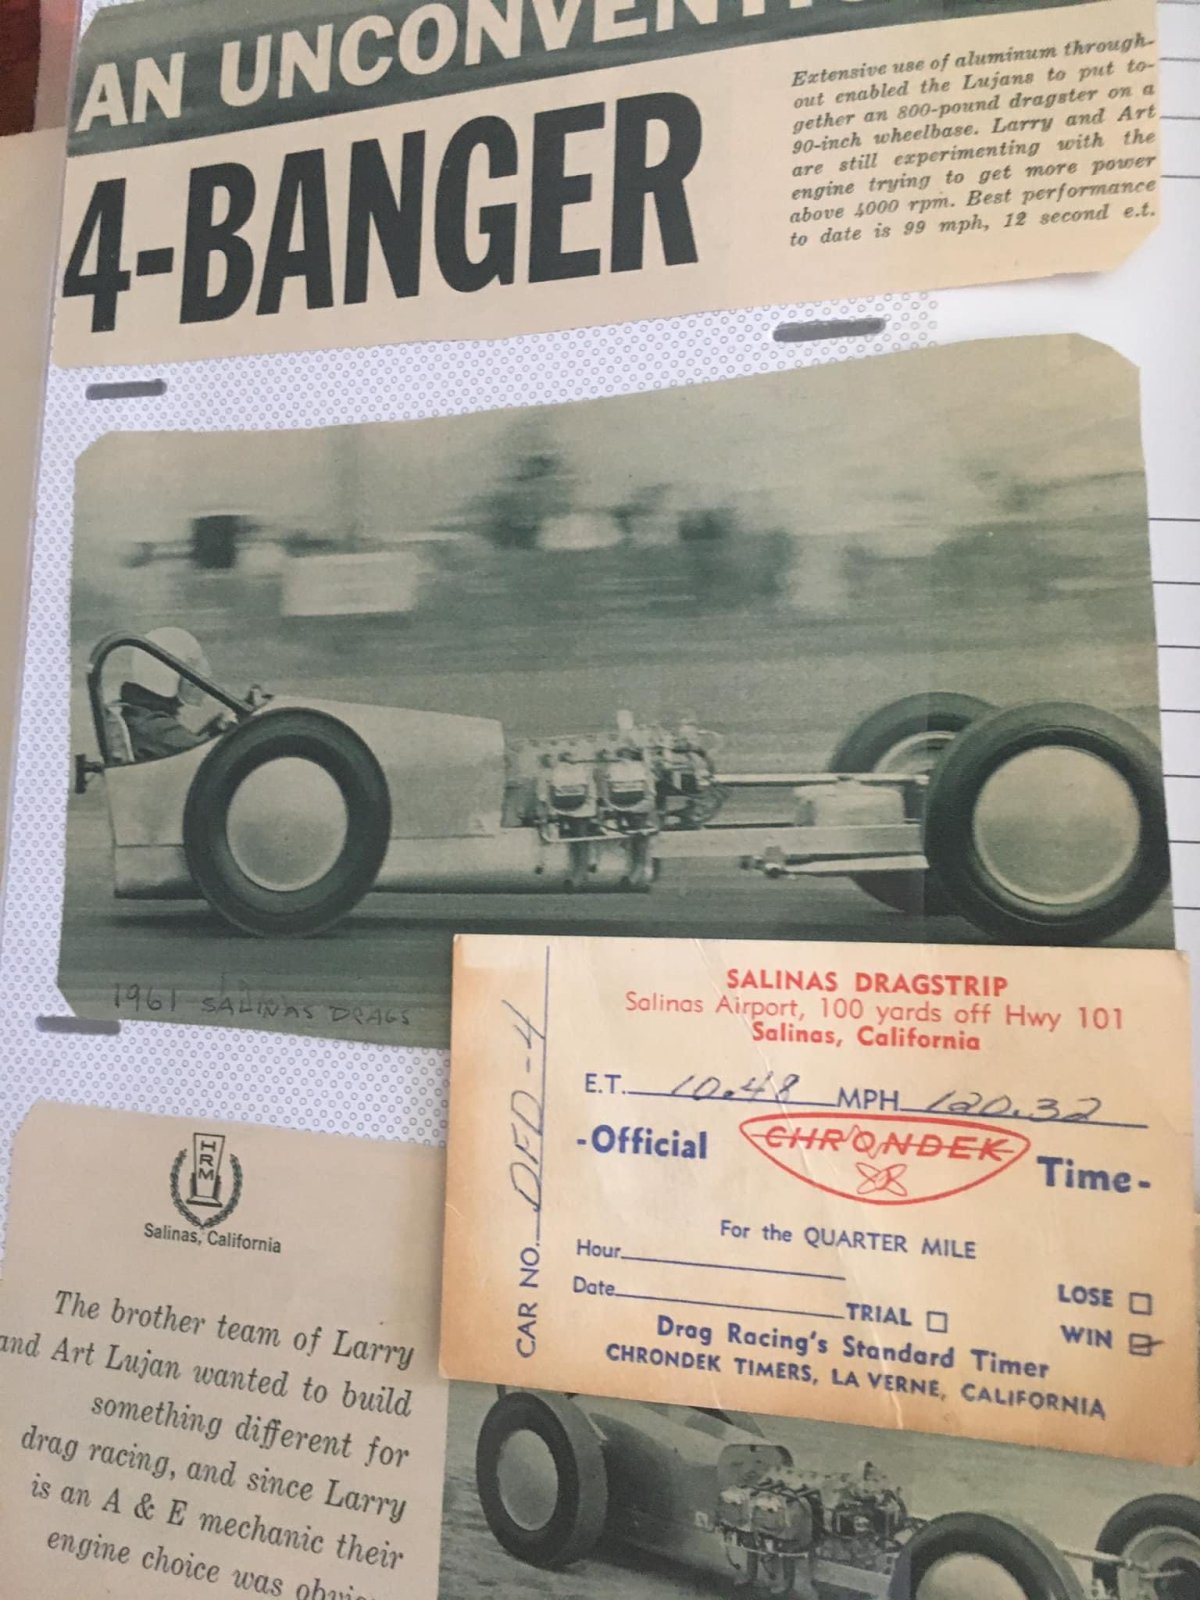 AN UNCONVENTIO
4-BANGER
Extensive use of aluminum through-
out enabled the Lujans to put to-
gether an 800-pound dragster on a
90-inch wheelbase. Larry and Art
are still experimenting with the
engine trying to get more power
above 4000 rpm. Best performance
to date is 99 mph, 12 second e.t.
1961 SALINAS DRAGS
SALINAS DRAGSTRIP
Salinas Airport, 100 yards off Hwy 101
Salinas, California
E.T. 10.48 MPH 120.32
-Official CHRONDEK Time-
For the QUARTER MILE
Hour
Date
TRIAL
LOSE
WIN
Drag Racing's Standard Timer
CHRONDEK TIMERS, LA VERNE, CALIFORNIA
CAR NO. DFD-4
HRM
Salinas, California
The brother team of Larry
and Art Lujan wanted to build
something different for
drag racing, and since Larry
is an A & E mechanic their
engine choice was obvio